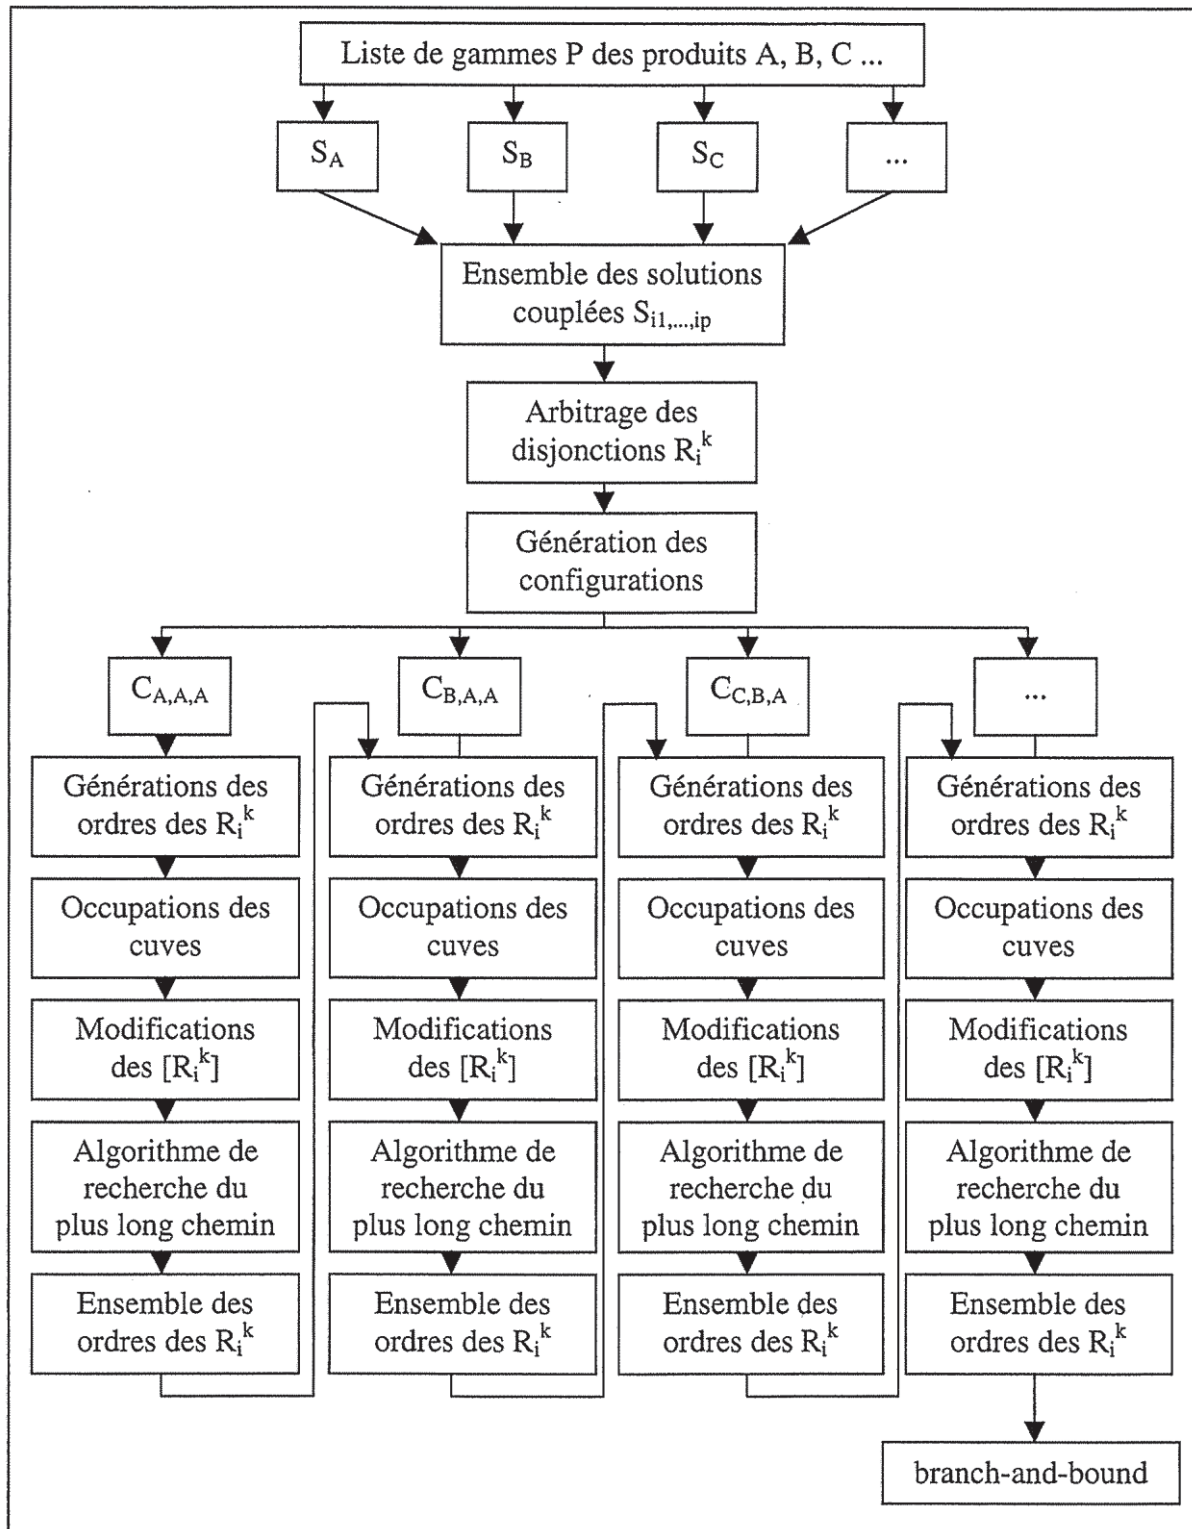 Liste de gammes P des produits A, B, C ...
S_A
S_B
S_C
...
Ensemble des solutions
couplées S_i1,...,ip
Arbitrage des
disjonctions R_i^k
Génération des
configurations
C_A,A,A
C_B,A,A
C_C,B,A
...
Générations des
ordres des R_i^k
Occupations des
cuves
Modifications
des [R_i^k]
Algorithme de
recherche du
plus long chemin
Ensemble des
ordres des R_i^k
Générations des
ordres des R_i^k
Occupations des
cuves
Modifications
des [R_i^k]
Algorithme de
recherche du
plus long chemin
Ensemble des
ordres des R_i^k
Générations des
ordres des R_i^k
Occupations des
cuves
Modifications
des [R_i^k]
Algorithme de
recherche du
plus long chemin
Ensemble des
ordres des R_i^k
Générations des
ordres des R_i^k
Occupations des
cuves
Modifications
des [R_i^k]
Algorithme de
recherche du
plus long chemin
Ensemble des
ordres des R_i^k
branch-and-bound